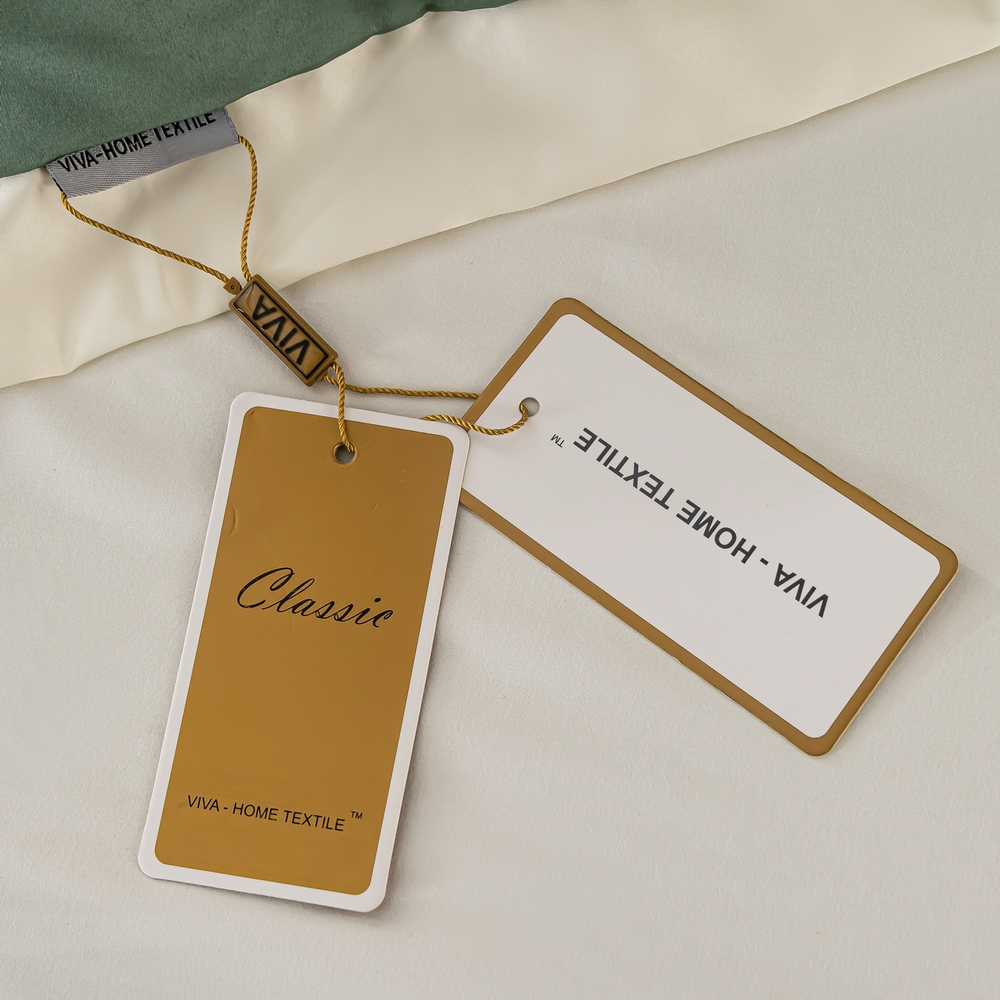 VIVA-HOME TEXTILE
VIVA
Classic
VIVA - HOME TEXTILE™
VIVA - HOME TEXTILE™